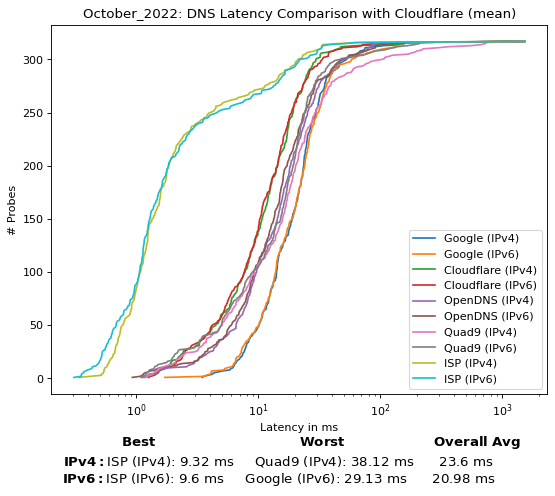 October_2022: DNS Latency Comparison with Cloudflare (mean)
# Probes
300
250
200
150
100
50
0
10⁰
10¹
10²
10³
Latency in ms
Google (IPv4)
Google (IPv6)
Cloudflare (IPv4)
Cloudflare (IPv6)
OpenDNS (IPv4)
OpenDNS (IPv6)
Quad9 (IPv4)
Quad9 (IPv6)
ISP (IPv4)
ISP (IPv6)
Best Worst Overall Avg
IPv4: ISP (IPv4): 9.32 ms Quad9 (IPv4): 38.12 ms 23.6 ms
IPv6: ISP (IPv6): 9.6 ms Google (IPv6): 29.13 ms 20.98 ms